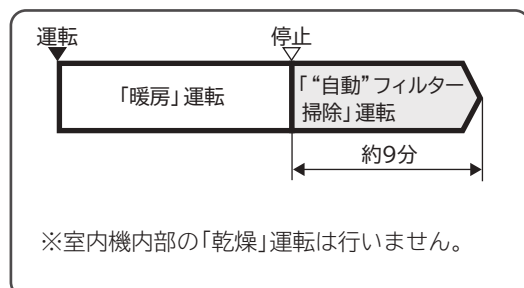 運転
停止
「暖房」運転
「“自動”フィルター
掃除」運転
約9分
※室内機内部の「乾燥」運転は行いません。